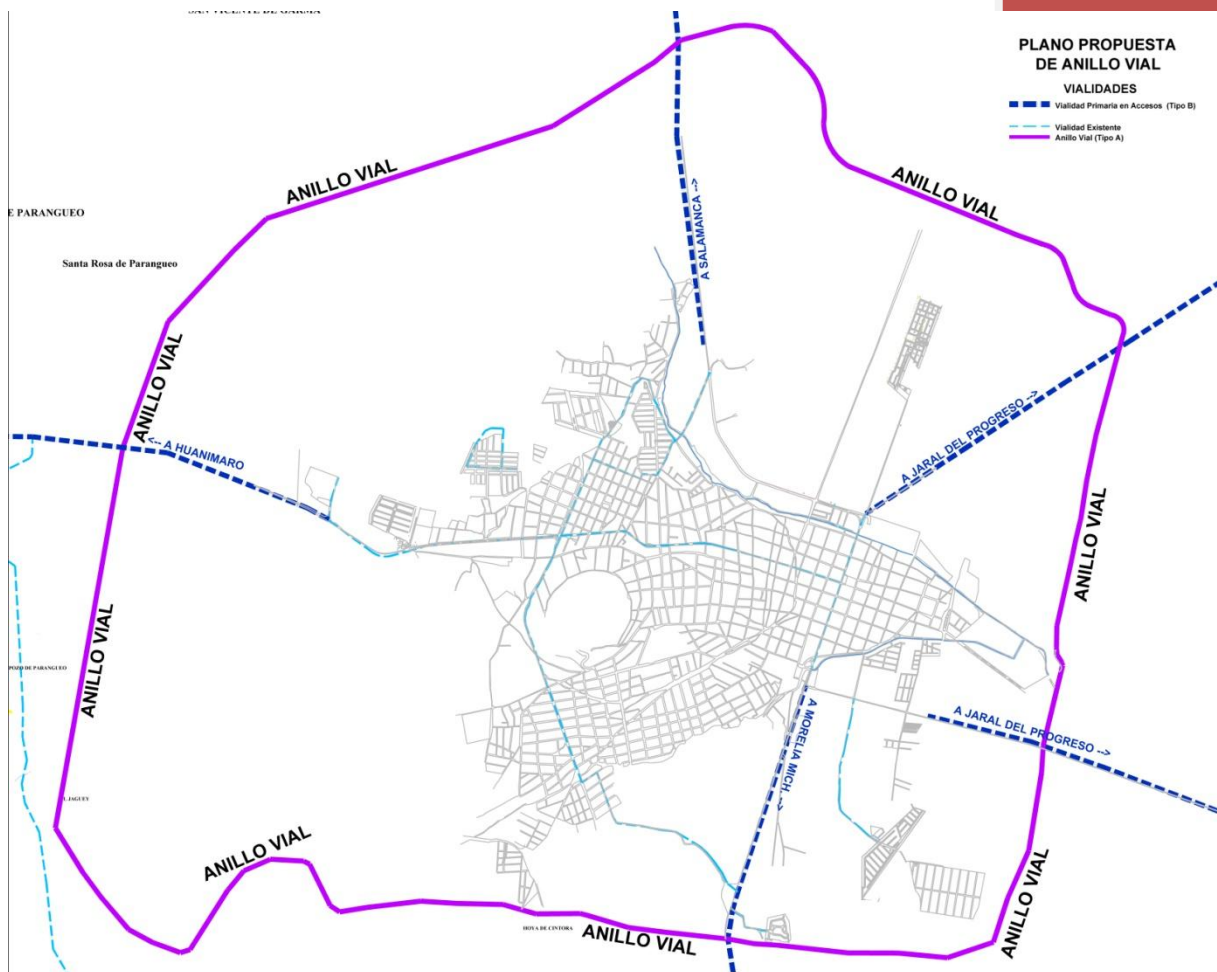 SAN VICENTE DE GARMA
PLANO PROPUESTA
DE ANILLO VIAL
VIALIDADES
Vialidad Primaria en Accesos (Tipo B)
Vialidad Existente
Anillo Vial (Tipo A)
ANILLO VIAL
ANILLO VIAL
E PARANGUEO
Santa Rosa de Parangueo
A SALAMANCA -->
ANILLO VIAL
<-- A HUANIMARO
A JARAL DEL PROGRESO -->
ANILLO VIAL
ANILLO VIAL
POZO DE PARANGUEO
A MORELIA MICH. -->
A JARAL DEL PROGRESO -->
L JAGUEY
ANILLO VIAL
ANILLO VIAL
HOYA DE CINTORA
ANILLO VIAL